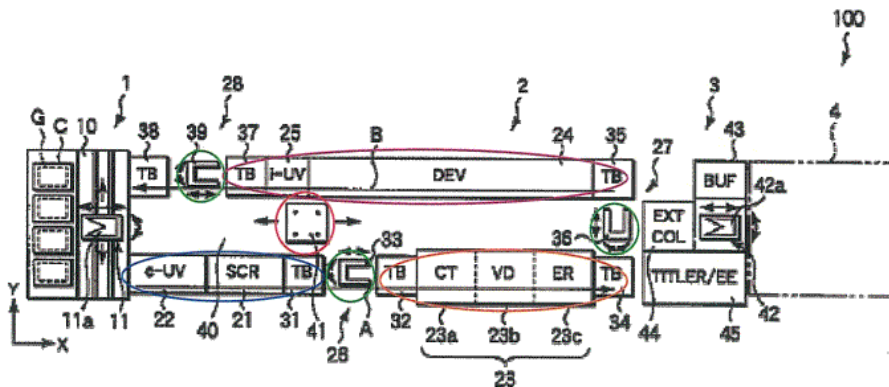 100
1
28
2
3
4
G
C
10
38
39
37
25
B
24
35
27
43
TB
TB
i-UV
DEV
TB
BUF
42a
EXT
COL
36
33
e-UV
SCR
TB
TB
CT
VD
ER
TB
TITLER/EE
Y
X
11a
11
22
40
21
31
41
26
A
32
23a
23b
23c
34
44
45
42
23